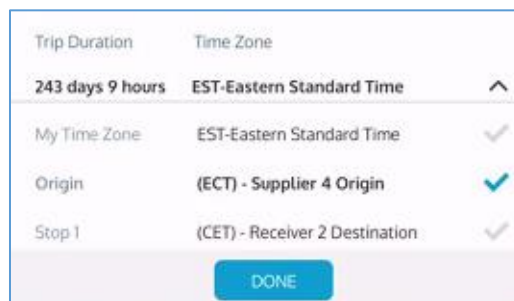 Trip Duration Time Zone
243 days 9 hours EST-Eastern Standard Time
My Time Zone EST-Eastern Standard Time
Origin (ECT) - Supplier 4 Origin
Stop 1 (CET) - Receiver 2 Destination
DONE